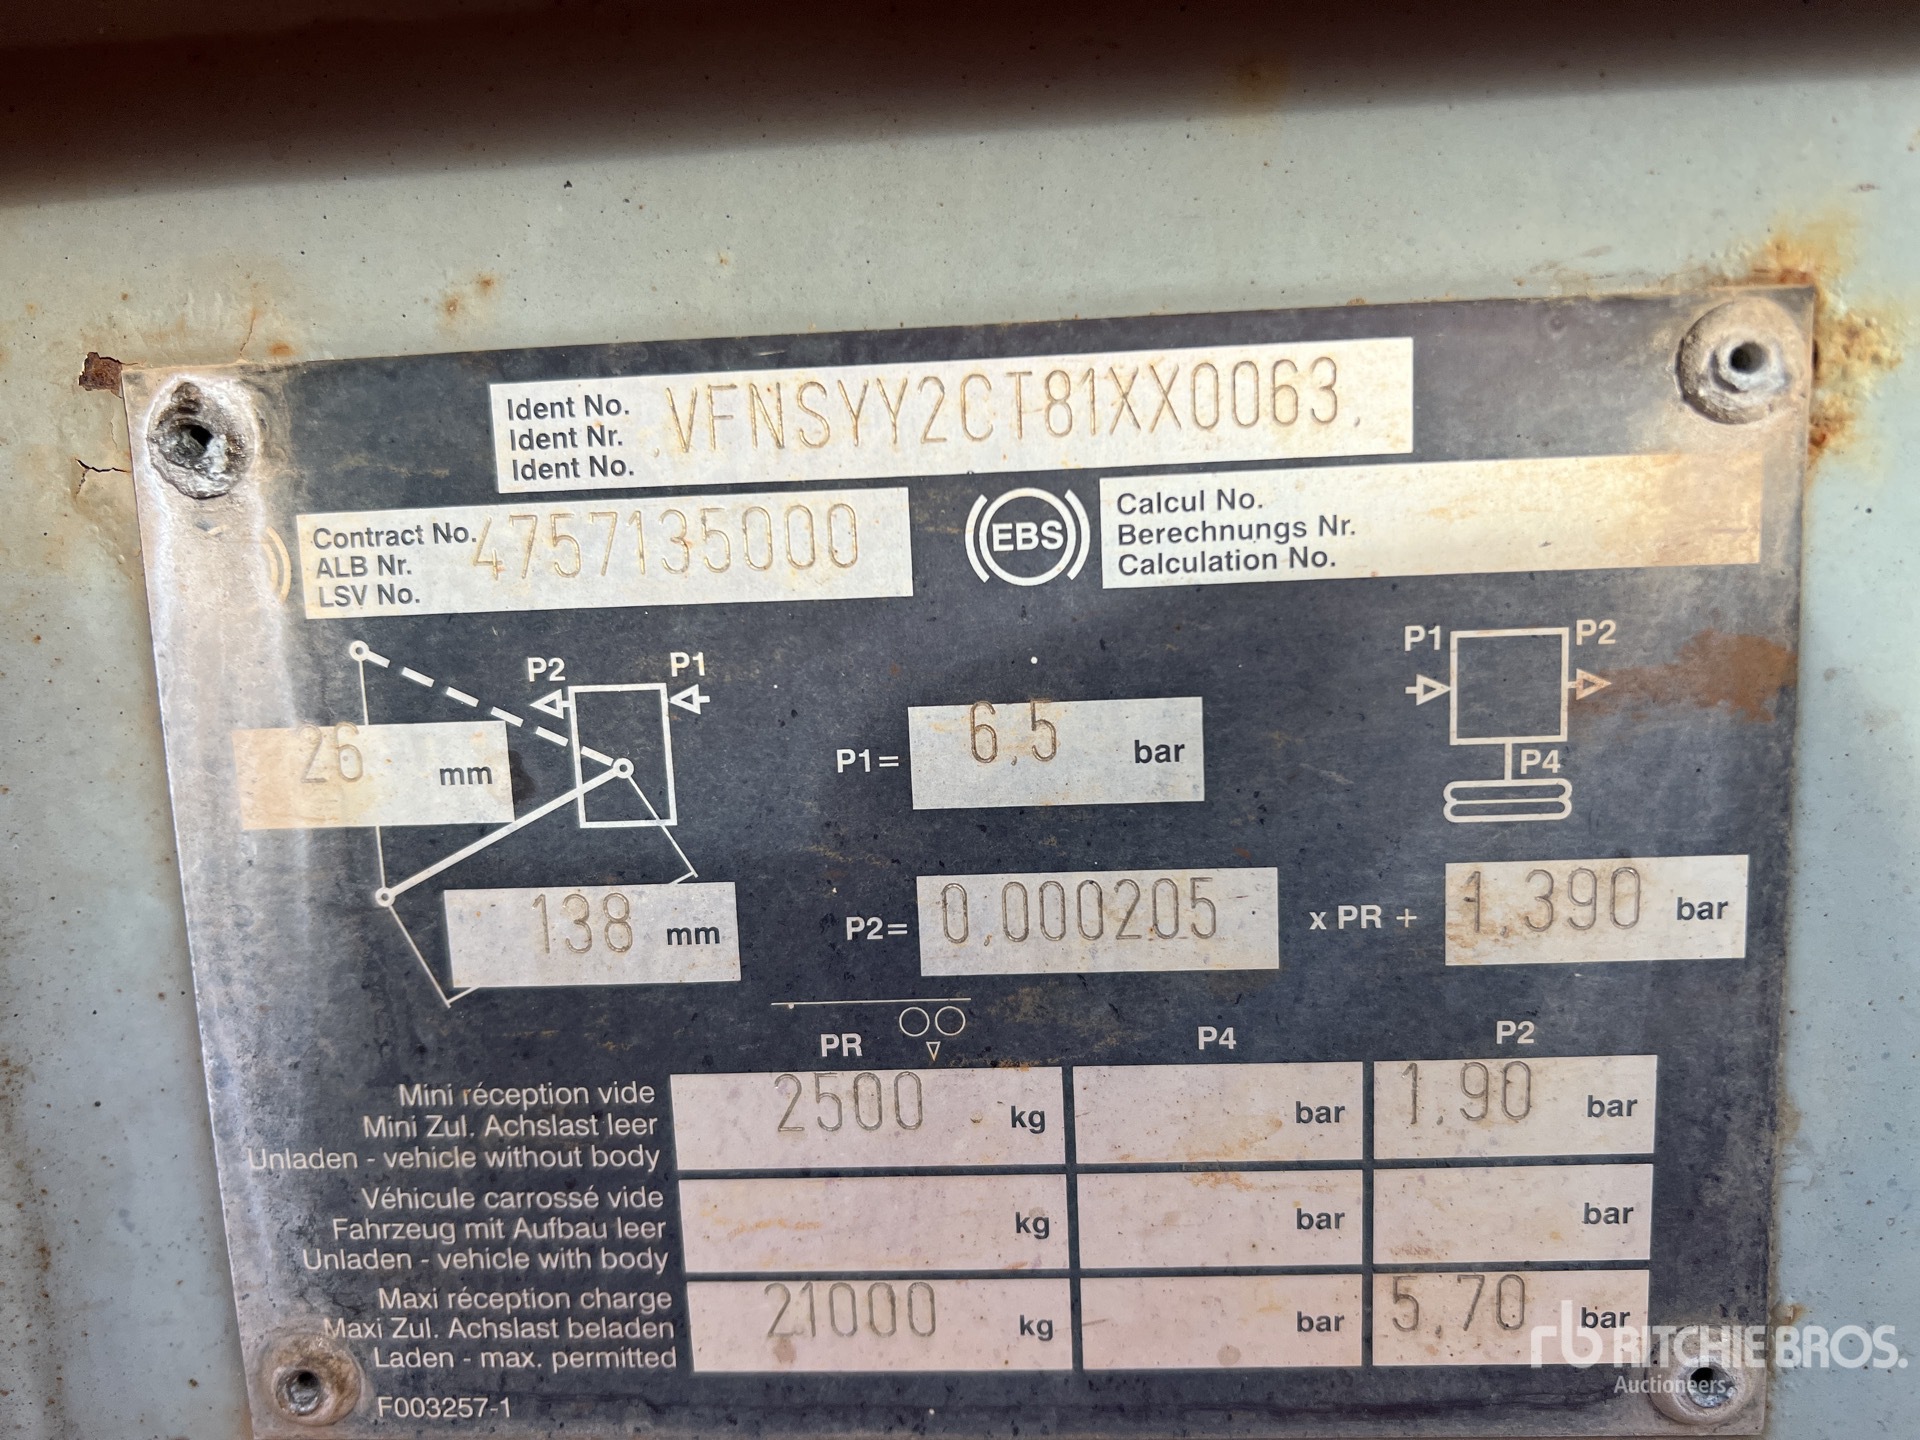 Ident No.
Ident Nr.
Ident No.
VFNSYY2CT81XX0063
Contract No.
ALB Nr.
LSV No.
4757135000
EBS
Calcul No.
Berechnungs Nr.
Calculation No.
P2 P1
26 mm
138 mm
P1= 6,5 bar
P1 P2
P4
P2= 0,000205 x PR + 1,390 bar
PR P4 P2
Mini réception vide
Mini Zul. Achslast leer
Unladen - vehicle without body
2500 kg bar 1,90 bar
Véhicule carrossé vide
Fahrzeug mit Aufbau leer
Unladen - vehicle with body
kg bar bar
Maxi réception charge
Maxi Zul. Achslast beladen
Laden - max. permitted
21000 kg bar 5,70 bar
F003257-1
rb RITCHIE BROS.
Auctioneers